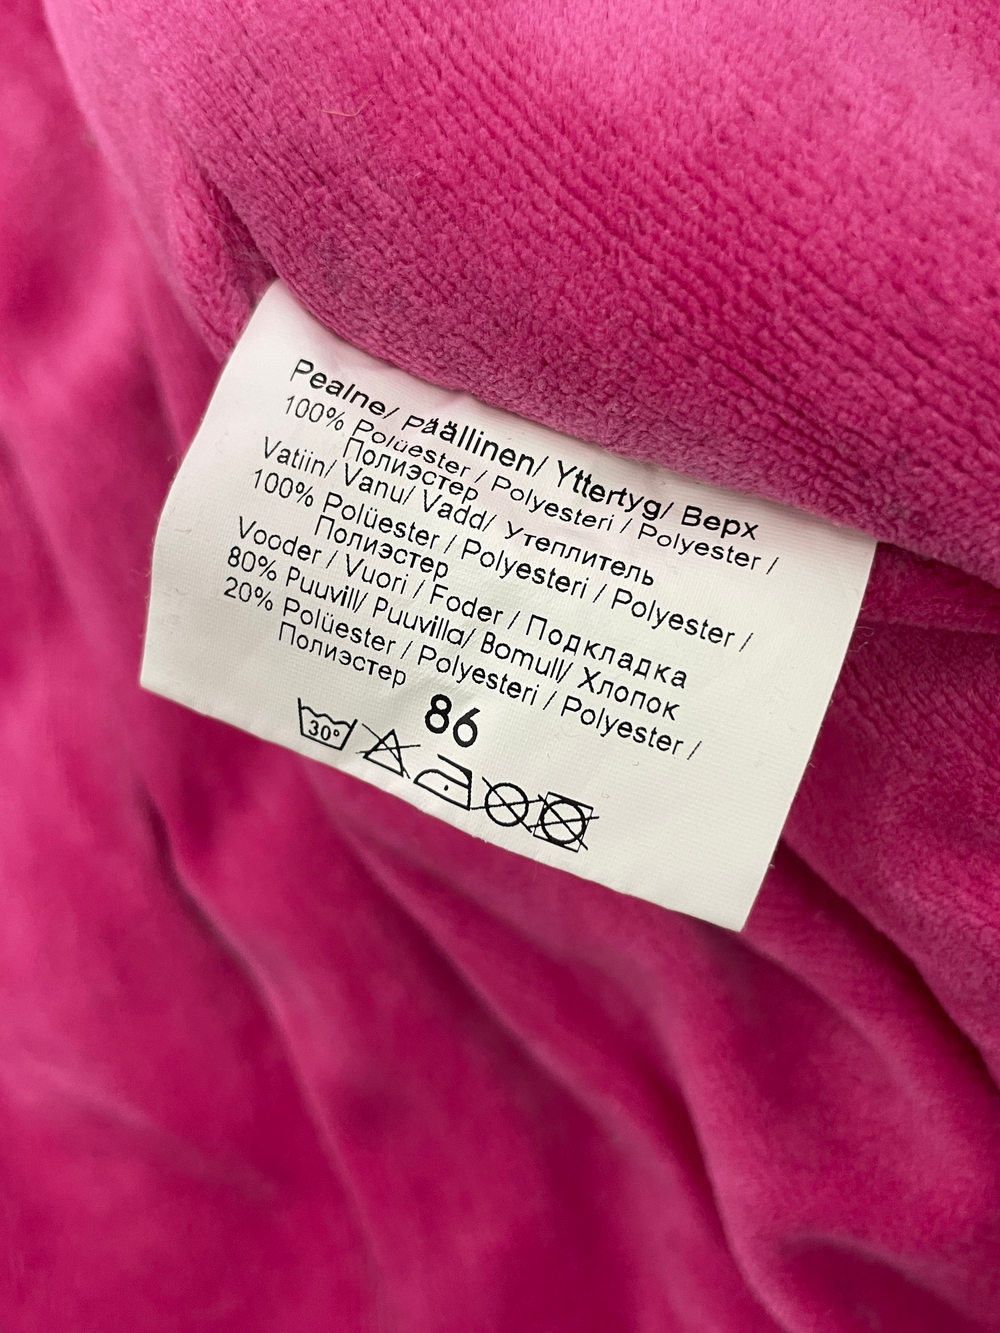 Pealne/ Päällinen/ Yttertyg/ Верх
100% Polüester / Polyesteri / Polyester /
Полиэстер
Vatiin/ Vanu/ Vadd/ Утеплитель
100% Polüester / Polyesteri / Polyester /
Полиэстер
Vooder / Vuori / Foder / Подкладка
80% Puuvill/ Puuvilla/ Bomull/ Хлопок
20% Polüester / Polyesteri / Polyester /
Полиэстер
86
30°